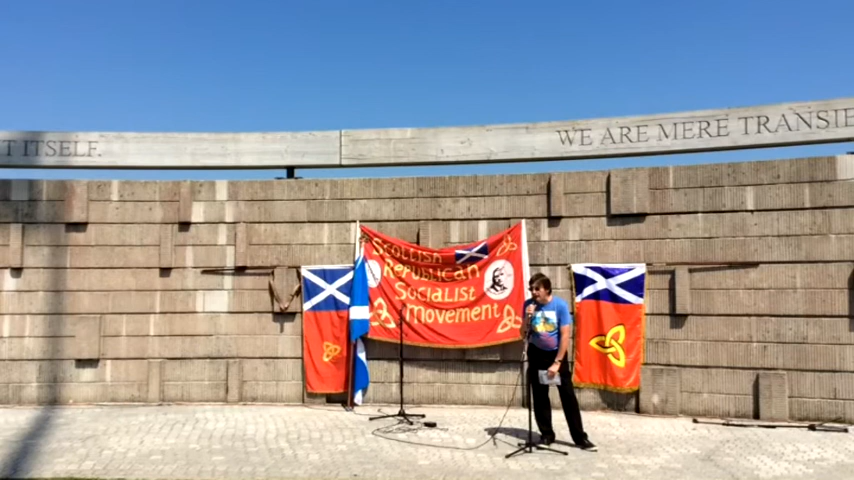 T ITSELF.
WE ARE MERE TRANSIE
Scottish
Republican
Socialist
movement